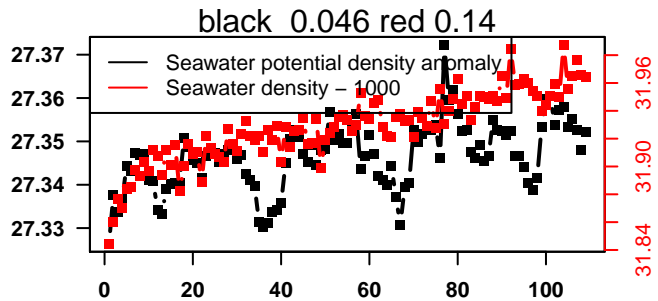 black 0.046 red 0.14
27.37
27.36
27.35
27.34
27.33
Seawater potential density anomaly
Seawater density − 1000
31.96
31.90
31.84
0 20 40 60 80 100